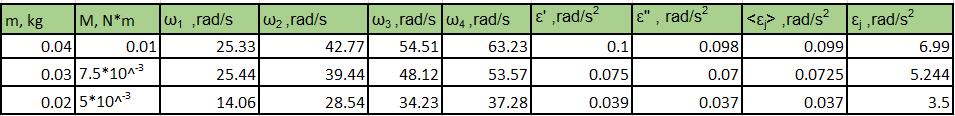 m, kg M, N*m ω₁ ,rad/s ω₂ ,rad/s ω₃ ,rad/s ω₄ ,rad/s ε' ,rad/s² ε" , rad/s² <εⱼ> ,rad/s² εⱼ ,rad/s²
0.04 0.01 25.33 42.77 54.51 63.23 0.1 0.098 0.099 6.99
0.03 7.5*10^⁻³ 25.44 39.44 48.12 53.57 0.075 0.07 0.0725 5.244
0.02 5*10^⁻³ 14.06 28.54 34.23 37.28 0.039 0.037 0.037 3.5